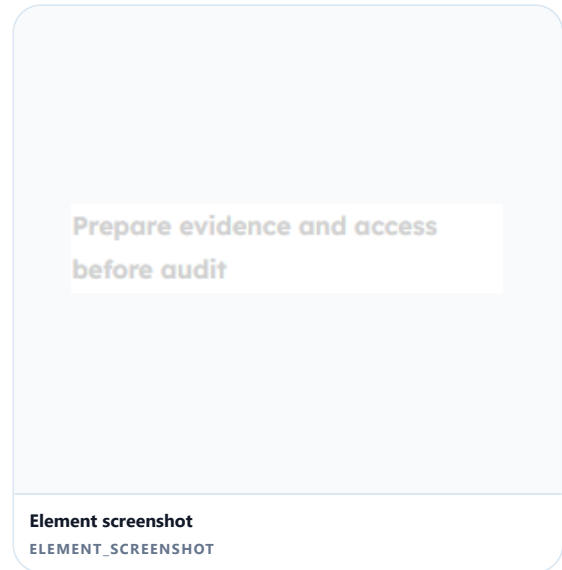 Prepare evidence and access
before audit
Element screenshot
ELEMENT_SCREENSHOT